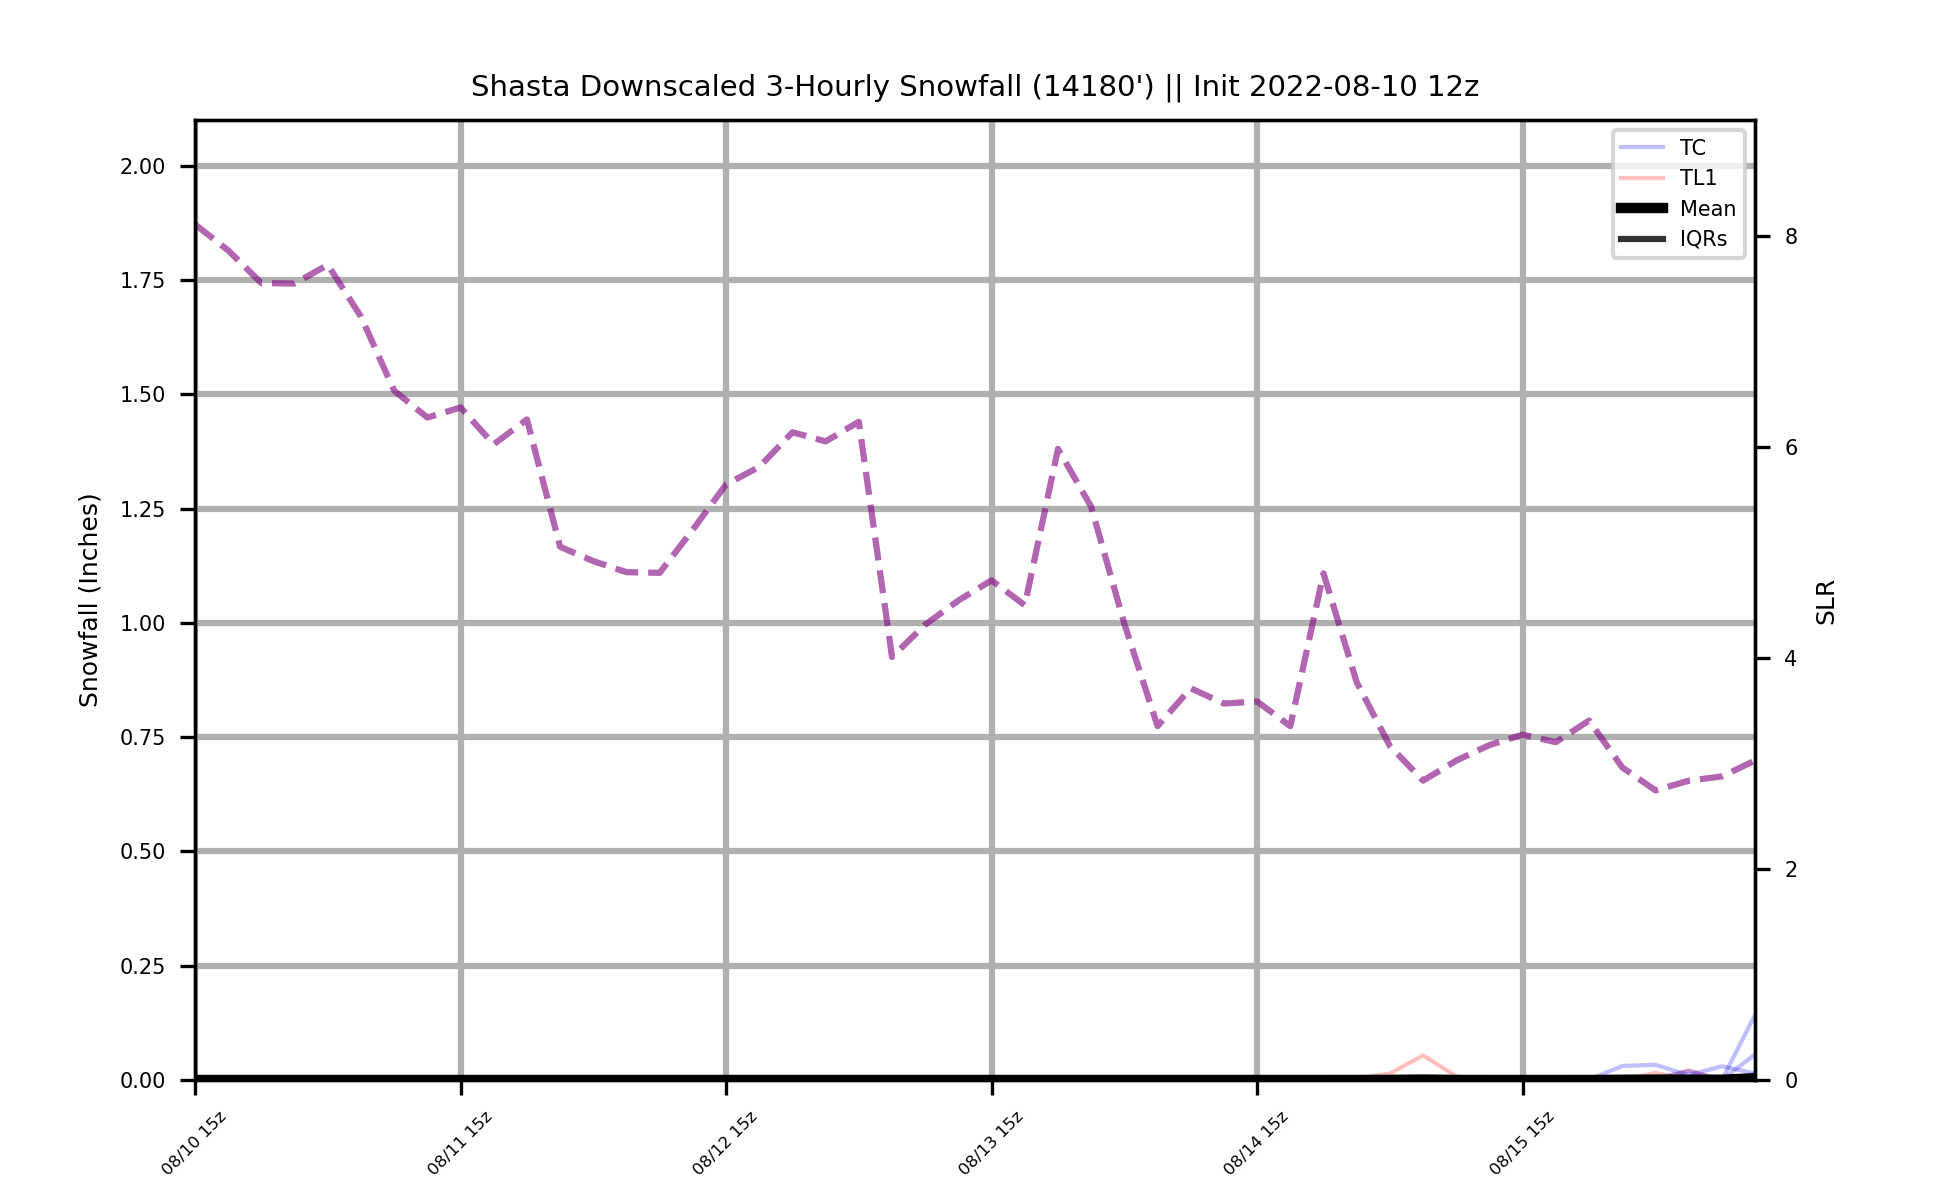 Shasta Downscaled 3-Hourly Snowfall (14180') || Init 2022-08-10 12z
TC
TL1
Mean
IQRs
Snowfall (Inches)
2.00
1.75
1.50
1.25
1.00
0.75
0.50
0.25
0.00
SLR
8
6
4
2
0
08/10 15z
08/11 15z
08/12 15z
08/13 15z
08/14 15z
08/15 15z